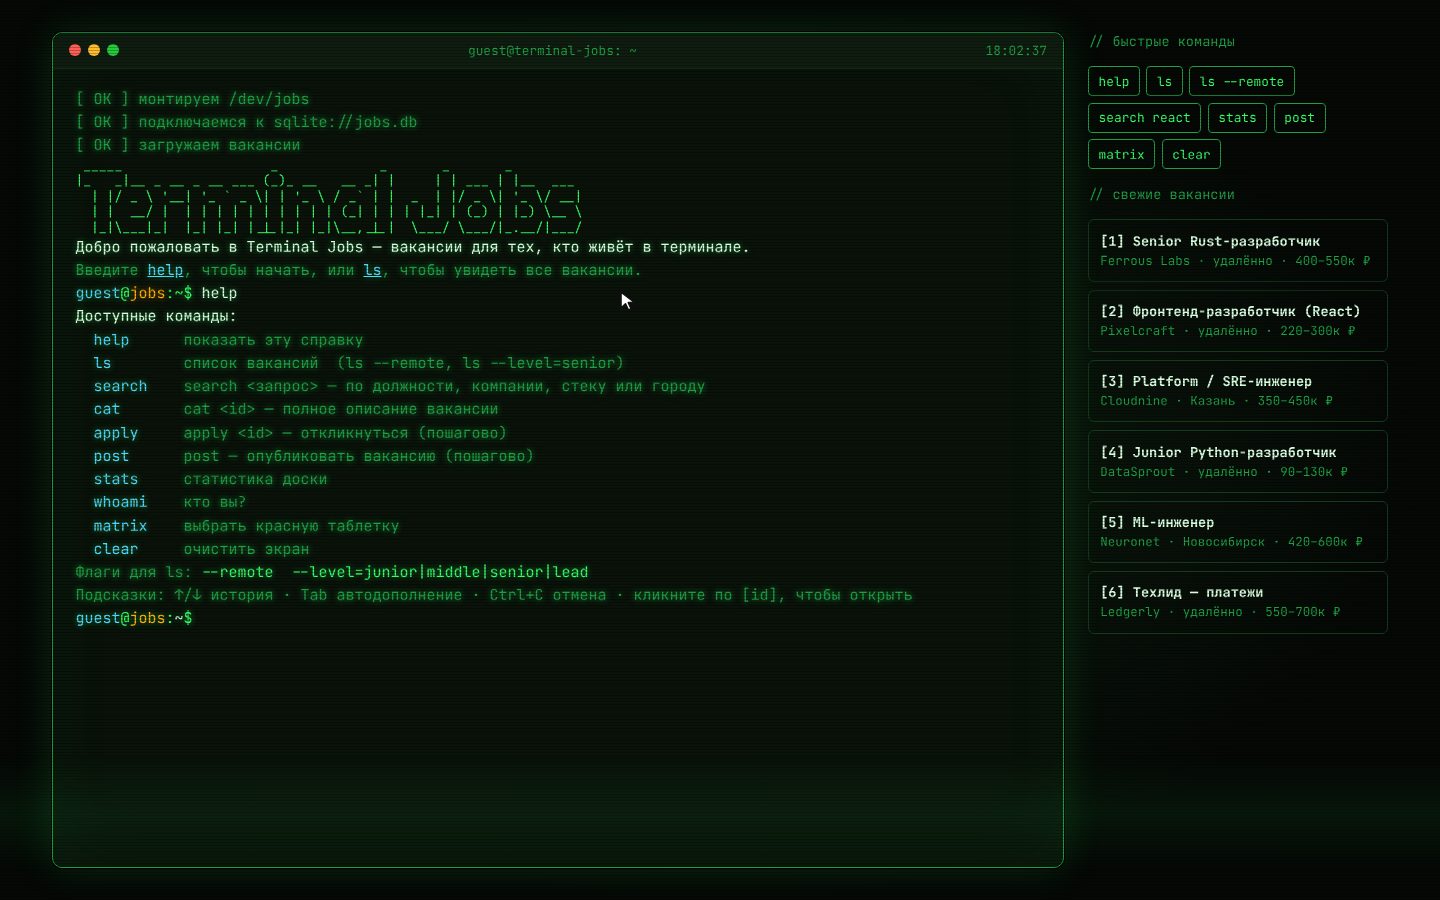 guest@terminal-jobs: ~
18:02:37
[ OK ] монтируем /dev/jobs
[ OK ] подключаемся к sqlite://jobs.db
[ OK ] загружаем вакансии
Terminal Jobs
Добро пожаловать в Terminal Jobs — вакансии для тех, кто живёт в терминале.
Введите help, чтобы начать, или ls, чтобы увидеть все вакансии.
guest@jobs:~$ help
Доступные команды:
help показать эту справку
ls список вакансий (ls --remote, ls --level=senior)
search search <запрос> — по должности, компании, стеку или городу
cat cat <id> — полное описание вакансии
apply apply <id> — откликнуться (пошагово)
post post — опубликовать вакансию (пошагово)
stats статистика доски
whoami кто вы?
matrix выбрать красную таблетку
clear очистить экран
Флаги для ls: --remote --level=junior|middle|senior|lead
Подсказки: ↑/↓ история · Tab автодополнение · Ctrl+C отмена · кликните по [id], чтобы открыть
guest@jobs:~$
// быстрые команды
help
ls
ls --remote
search react
stats
post
matrix
clear
// свежие вакансии
[1] Senior Rust-разработчик
Ferrous Labs · удалённо · 400–550к ₽
[2] Фронтенд-разработчик (React)
Pixelcraft · удалённо · 220–300к ₽
[3] Platform / SRE-инженер
Cloudnine · Казань · 350–450к ₽
[4] Junior Python-разработчик
DataSprout · удалённо · 90–130к ₽
[5] ML-инженер
Neuronet · Новосибирск · 420–600к ₽
[6] Техлид — платежи
Ledgerly · удалённо · 550–700к ₽